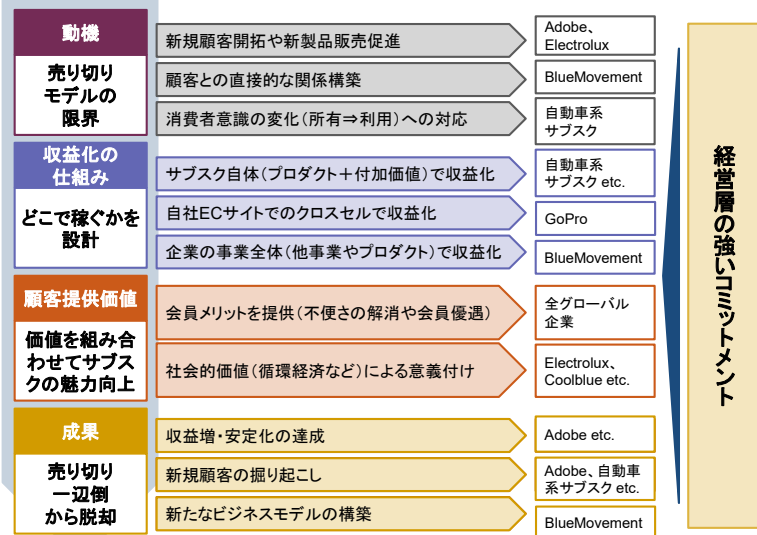 動機
売り切り
モデルの
限界
新規顧客開拓や新製品販売促進
Adobe、
Electrolux
顧客との直接的な関係構築
BlueMovement
消費者意識の変化(所有⇒利用)への対応
自動車系
サブスク
収益化の
仕組み
どこで稼ぐかを
設計
サブスク自体(プロダクト+付加価値)で収益化
自動車系
サブスク etc.
自社ECサイトでのクロスセルで収益化
GoPro
企業の事業全体(他事業やプロダクト)で収益化
BlueMovement
顧客提供価値
価値を組み合
わせてサブス
クの魅力向上
会員メリットを提供(不便さの解消や会員優遇)
全グローバル
企業
社会的価値(循環経済など)による意義付け
Electrolux、
Coolblue etc.
成果
売り切り
一辺倒
から脱却
収益増・安定化の達成
Adobe etc.
新規顧客の掘り起こし
Adobe、自動車
系サブスク etc.
新たなビジネスモデルの構築
BlueMovement
経営層の強いコミットメント